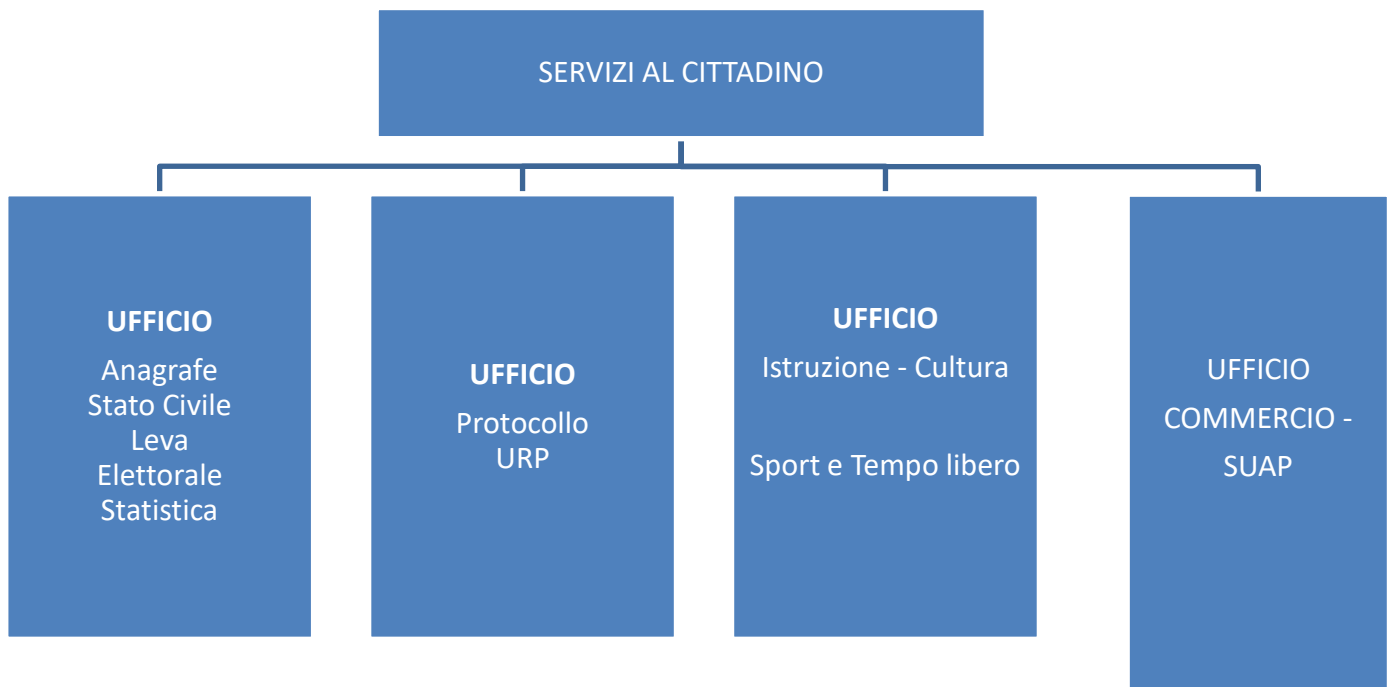 SERVIZI AL CITTADINO
UFFICIO
Anagrafe
Stato Civile
Leva
Elettorale
Statistica
UFFICIO
Protocollo
URP
UFFICIO
Istruzione - Cultura
Sport e Tempo libero
UFFICIO
COMMERCIO -
SUAP